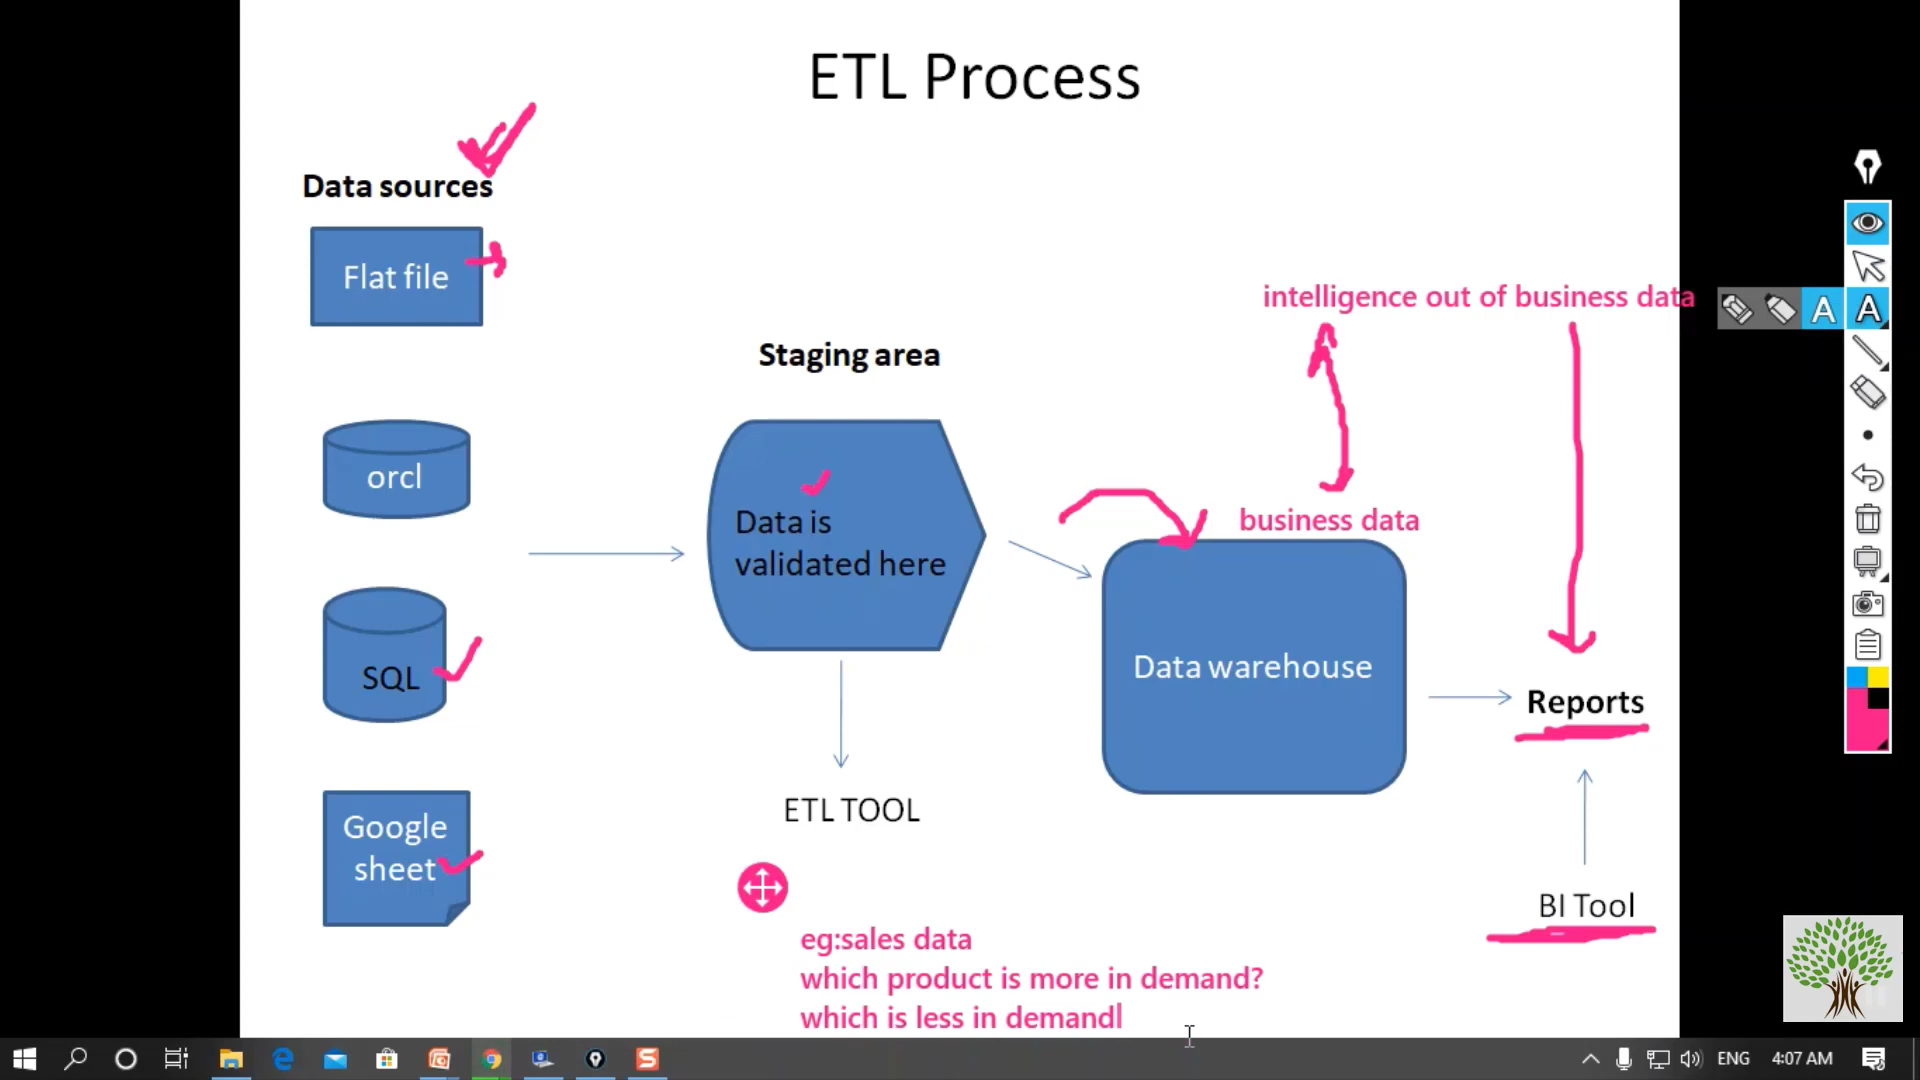 ETL Process
Data sources
Flat file
intelligence out of business data
Staging area
orcl
Data is
validated here
business data
SQL
Data warehouse
Reports
Google
sheet
ETL TOOL
BI Tool
eg:sales data
which product is more in demand?
which is less in demand
A
A
ENG
4:07 AM